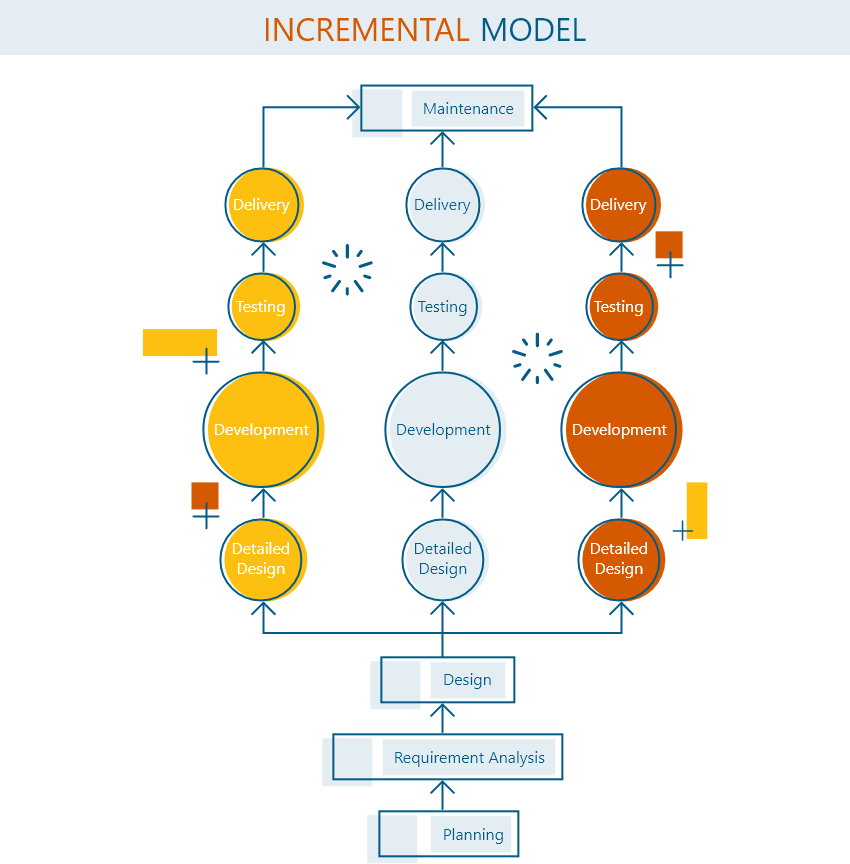 INCREMENTAL MODEL
Maintenance
Delivery
Delivery
Delivery
Testing
Testing
Testing
Development
Development
Development
Detailed
Design
Detailed
Design
Detailed
Design
Design
Requirement Analysis
Planning